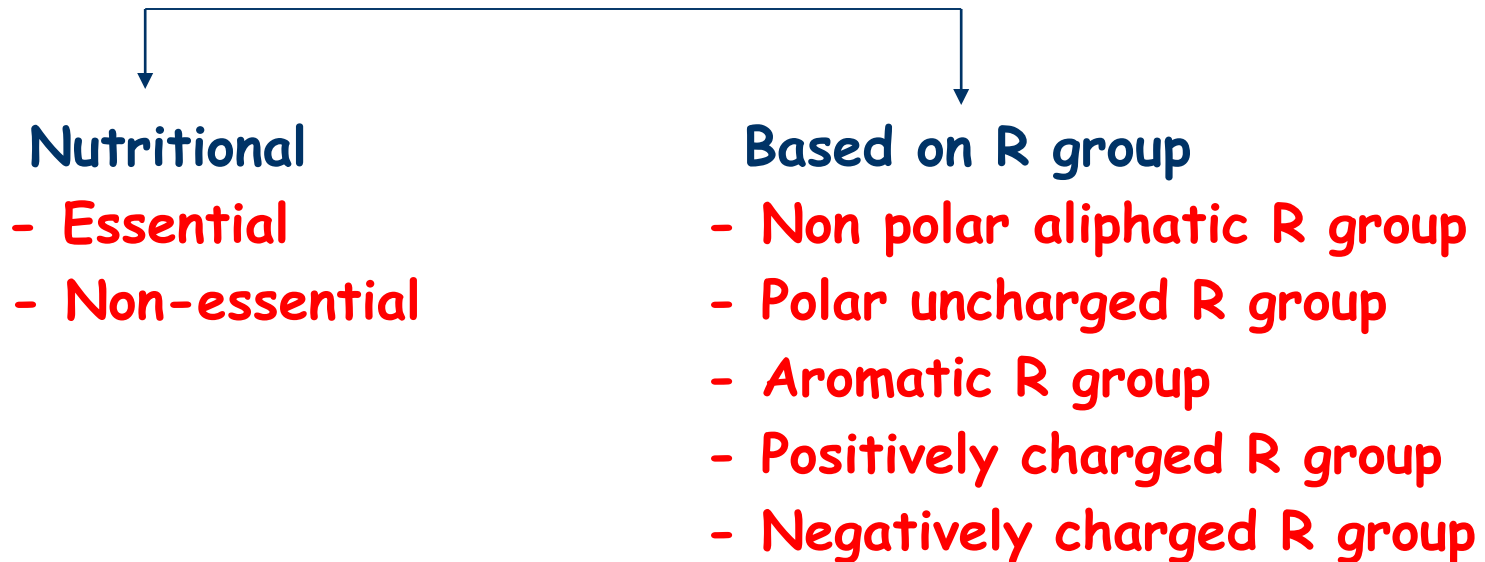 Nutritional
- Essential
- Non-essential
Based on R group
- Non polar aliphatic R group
- Polar uncharged R group
- Aromatic R group
- Positively charged R group
- Negatively charged R group